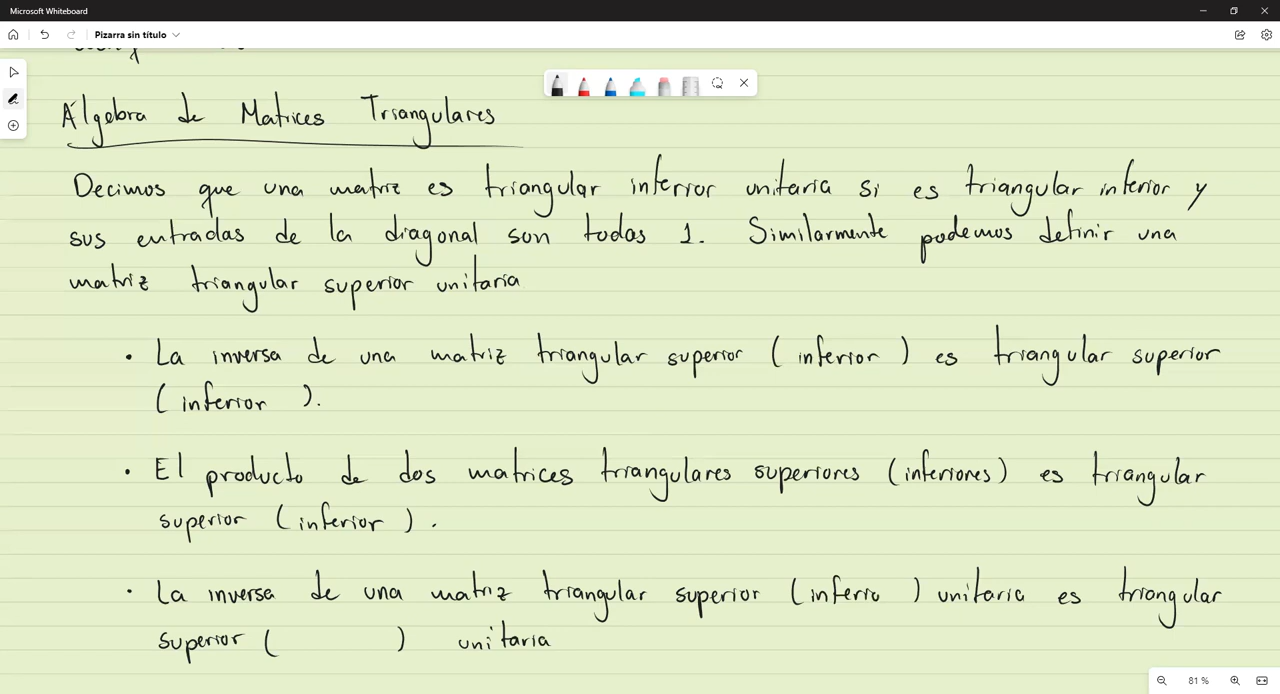 Microsoft Whiteboard
Pizarra sin título
Álgebra de Matrices Triangulares
Decimos que una matriz es triangular inferior unitaria si es triangular inferior y
sus entradas de la diagonal son todas 1. Similarmente podemos definir una
matriz triangular superior unitaria
• La inversa de una matriz triangular superior (inferior) es triangular superior
(inferior).
• El producto de dos matrices triangulares superiores (inferiores) es triangular
superior (inferior).
• La inversa de una matriz triangular superior (inferio ) unitaria es triangular
superior ( ) unitaria
81 %